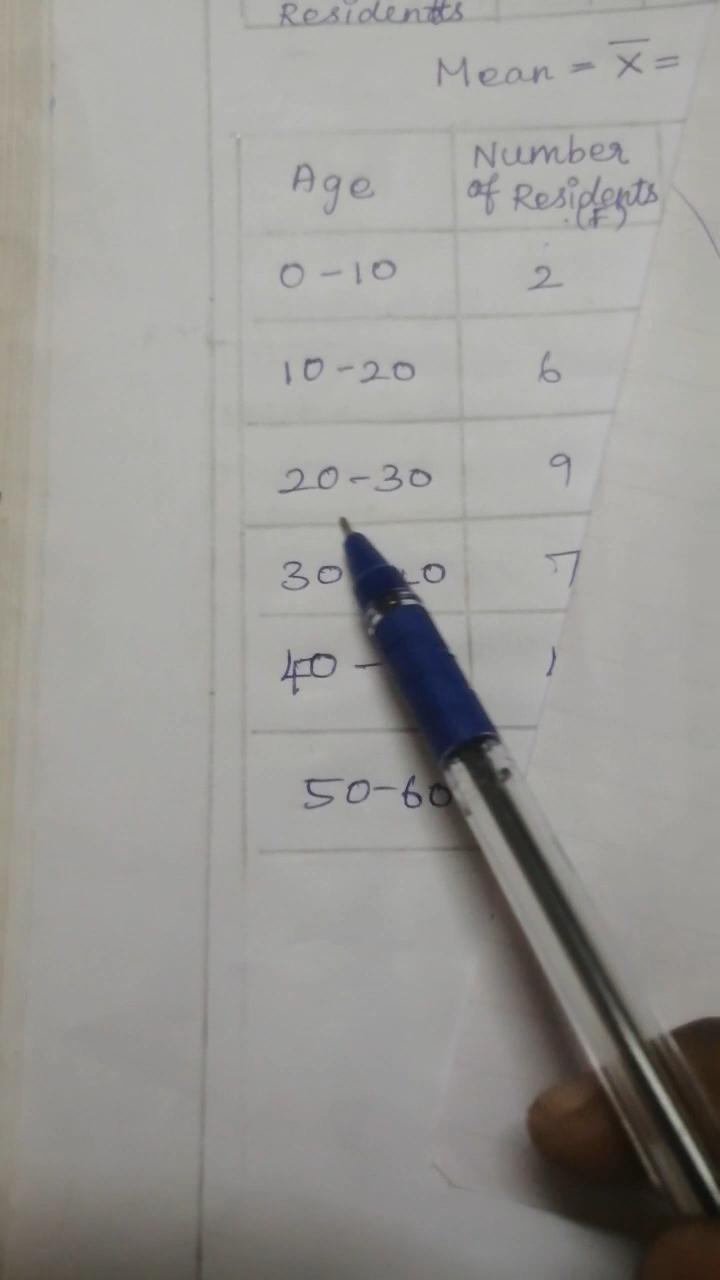 Residents
Mean = X̅ =
Age Number of Residents (F)
0-10 2
10-20 6
20-30 9
30 0 7
40 -
50-60